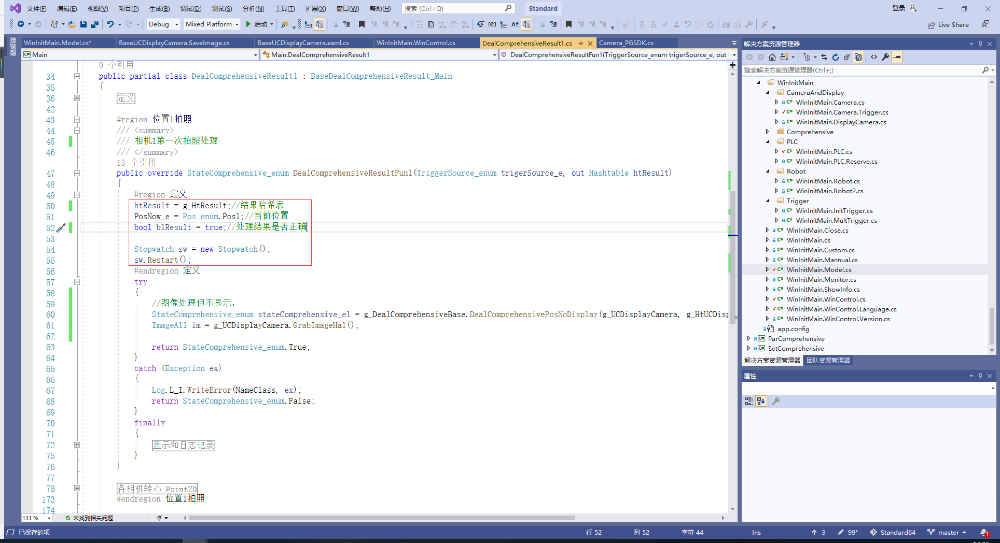 文件(F) 编辑(E) 视图(V) 项目(P) 生成(B) 调试(D) 测试(S) 分析(N) 工具(T) 扩展(X) 窗口(W) 帮助(H) 搜索 (Ctrl+Q) Standard 登录
Debug Mixed Platform 启动 Live Share
数据源
WinInitMain.Model.cs* BaseUCDisplayCamera.SaveImage.cs BaseUCDisplayCamera.xaml.cs WinInitMain.WinControl.cs DealComprehensiveResult1.cs Camera_PGSDK.cs
Main Main.DealComprehensiveResult1 DealComprehensiveResultFun1(TriggerSource_enum trigerSource_e, out
9 个引用
34 public partial class DealComprehensiveResult1 : BaseDealComprehensiveResult_Main
35 {
36 定义
42
43 #region 位置1拍照
44 /// <summary>
45 /// 相机1第一次拍照处理
46 /// </summary>
13 个引用
47 public override StateComprehensive_enum DealComprehensiveResultFun1(TriggerSource_enum trigerSource_e, out Hashtable htResult)
48 {
49 #region 定义
50 htResult = g_HtResult;//结果哈希表
51 PosNow_e = Pos_enum.Pos1;//当前位置
52 bool blResult = true;//处理结果是否正确
53
54 Stopwatch sw = new Stopwatch();
55 sw.Restart();
56 #endregion 定义
57 try
58 {
59 //图像处理但不显示，
60 StateComprehensive_enum stateComprehensive_e1 = g_DealComprehensiveBase.DealComprehensivePosNoDisplay(g_UCDisplayCamera, g_HtUCDisp
61 ImageAll im = g_UCDisplayCamera.GrabImageHal();
62
63 return StateComprehensive_enum.True;
64 }
65 catch (Exception ex)
66 {
67 Log.L_I.WriteError(NameClass, ex);
68 return StateComprehensive_enum.False;
69 }
70 finally
71 {
72 显示和日志记录
75 }
76 }
77
78 各相机转心 Point2D
173 #endregion 位置1拍照
174
131 % 未找到相关问题
解决方案资源管理器
搜索解决方案资源管理器(Ctrl+;)
WinInitMain
CameraAndDisplay
WinInitMain.Camera.cs
WinInitMain.Camera.Trigger.cs
WinInitMain.DisplayCamera.cs
Comprehensive
PLC
WinInitMain.PLC.cs
WinInitMain.PLC.Reserve.cs
Robot
WinInitMain.Robot.cs
WinInitMain.Robot2.cs
Trigger
WinInitMain.InitTrigger.cs
WinInitMain.MultTrigger.cs
WinInitMain.Close.cs
WinInitMain.cs
WinInitMain.Custom.cs
WinInitMain.Mannual.cs
WinInitMain.Model.cs
WinInitMain.Monitor.cs
WinInitMain.ShowInfo.cs
WinInitMain.WinControl.cs
WinInitMain.WinControl.Language.cs
WinInitMain.WinControl.Version.cs
app.config
ParComprehensive
SetComprehensive
解决方案资源管理器 团队资源管理器
属性
已保存的项 行 52 列 52 字符 44 Ins 3 99* Standard64 master 1